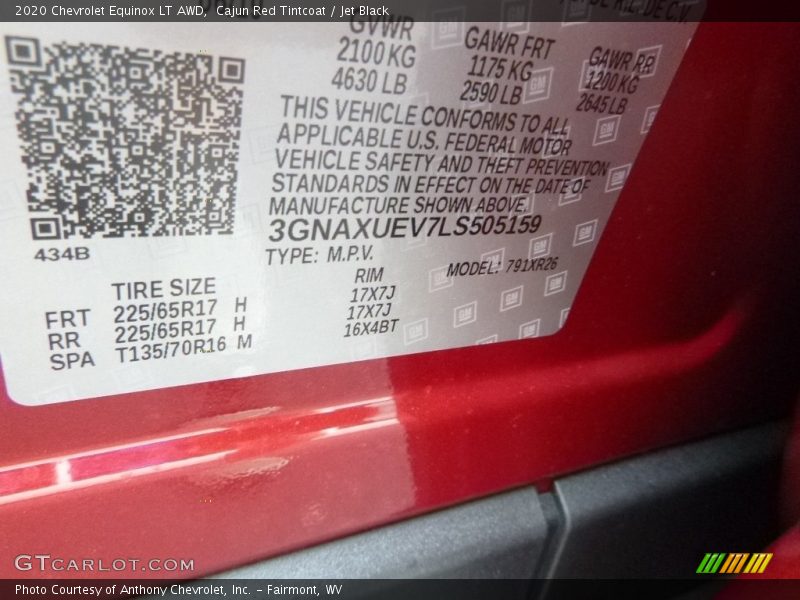 2020 Chevrolet Equinox LT AWD,  Cajun Red Tintcoat / Jet Black
DE R.L. DE C.V.
GVWR
2100 KG
4630 LB
GAWR FRT
1175 KG
2590 LB
GAWR RR
1200 KG
2645 LB
THIS VEHICLE CONFORMS TO ALL
APPLICABLE U.S. FEDERAL MOTOR
VEHICLE SAFETY AND THEFT PREVENTION
STANDARDS IN EFFECT ON THE DATE OF
MANUFACTURE SHOWN ABOVE.
3GNAXUEV7LS505159
434B
TYPE: M.P.V.
MODEL: 791XR26
TIRE SIZE RIM
FRT 225/65R17 H 17X7J
RR 225/65R17 H 17X7J
SPA T135/70R16 M 16X4BT
GTCARLOT.COM
Photo Courtesy of Anthony Chevrolet, Inc. – Fairmont, WV